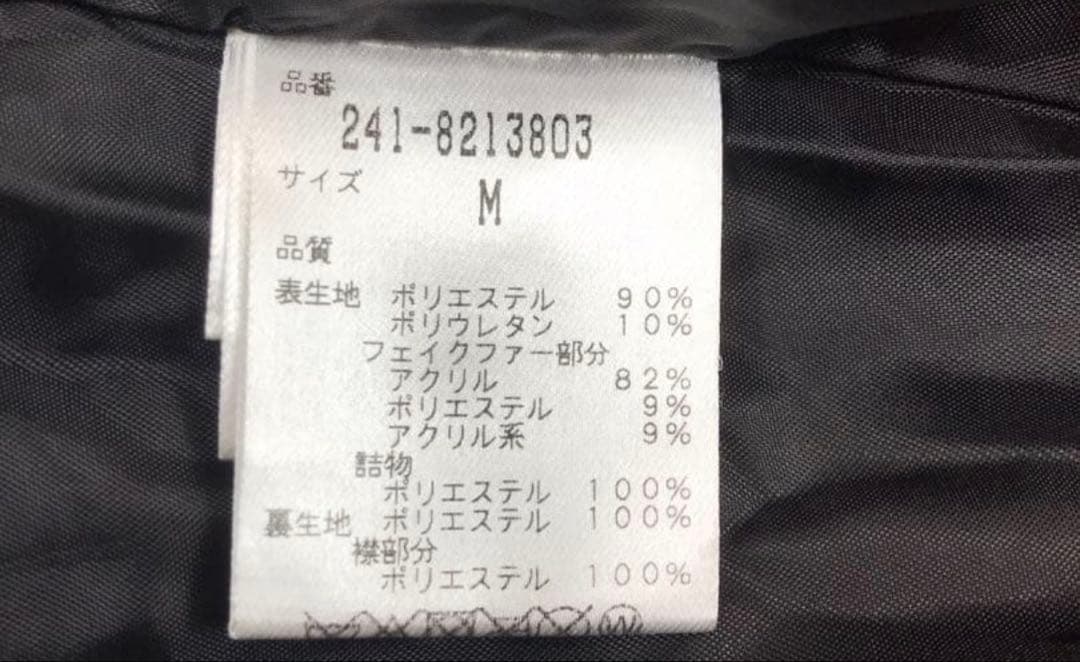 品番
241-8213803
サイズ
M
品質
表生地 ポリエステル 90%
ポリウレタン 10%
フェイクファー部分
アクリル 82%
ポリエステル 9%
アクリル系 9%
詰物
ポリエステル 100%
裏生地 ポリエステル 100%
襟部分
ポリエステル 100%
W